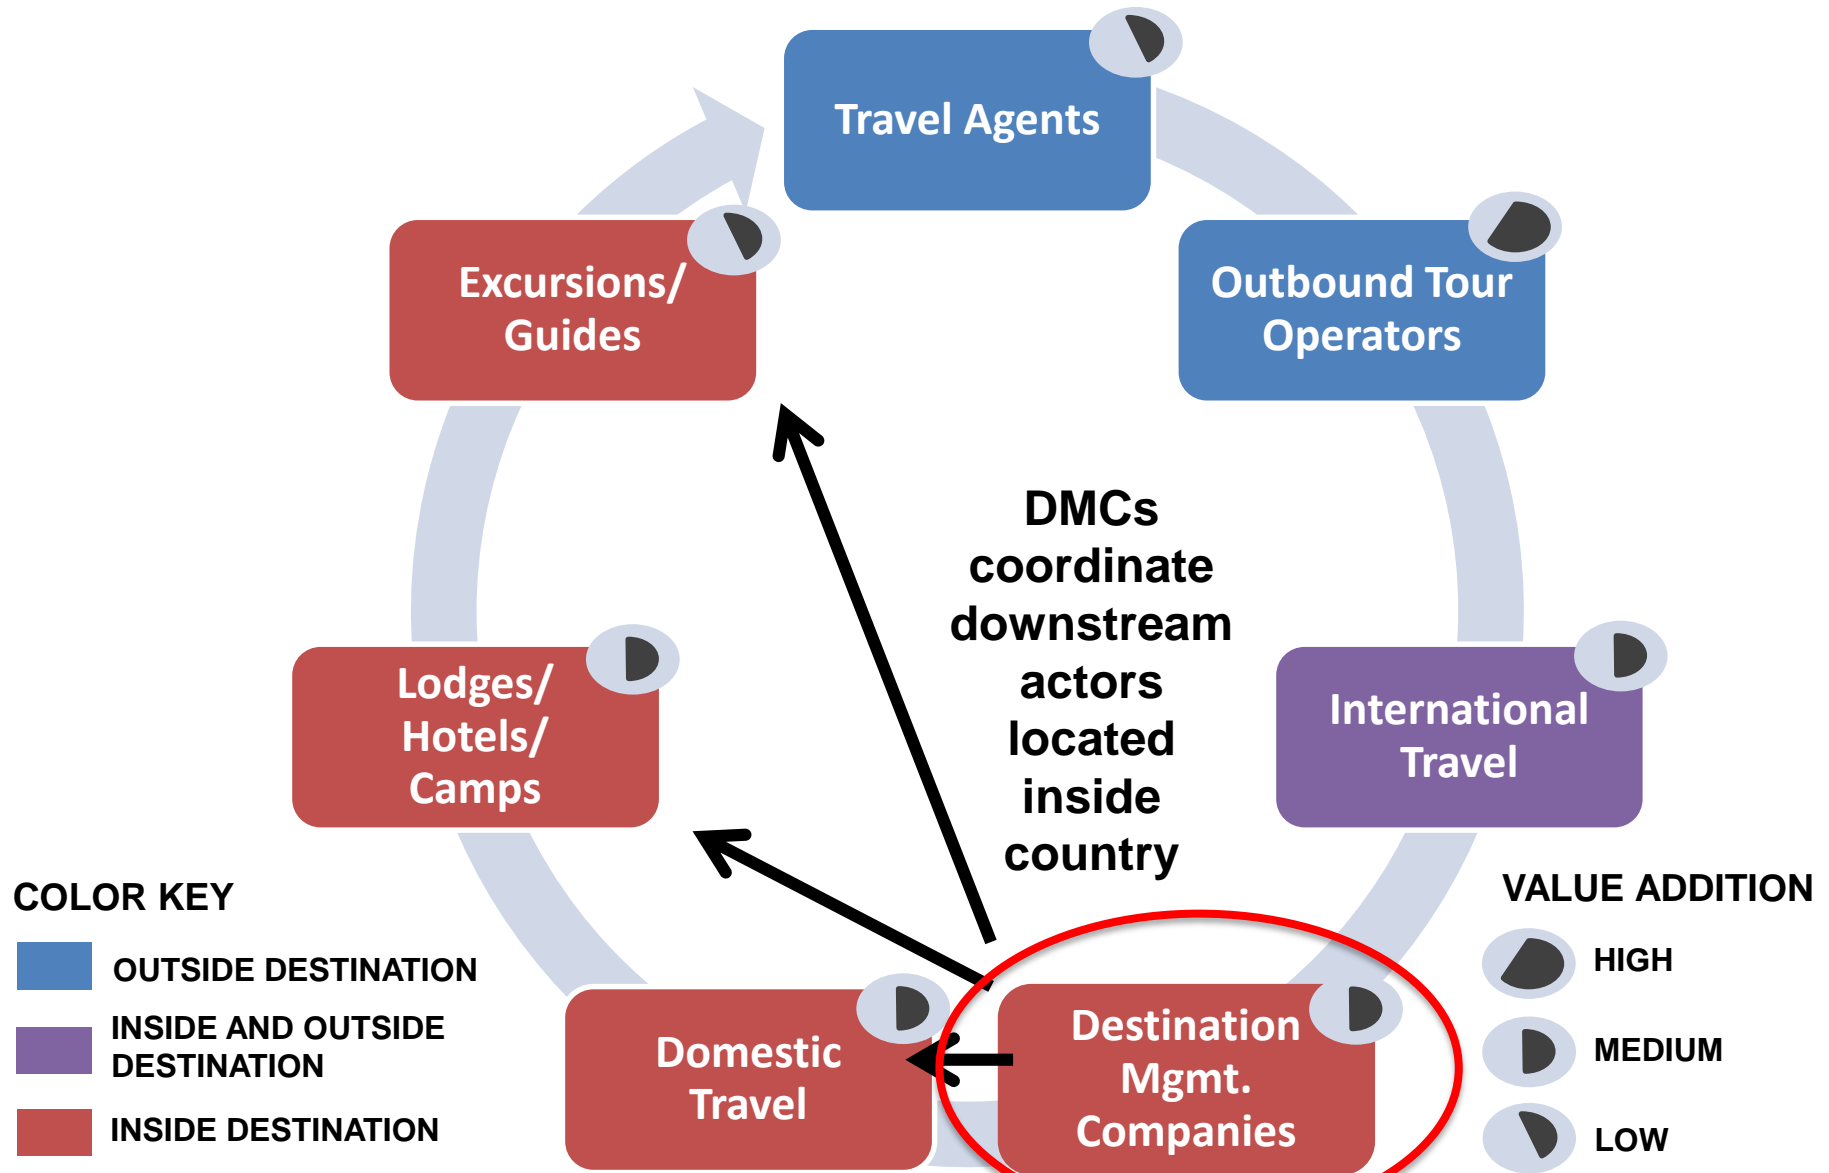 Travel Agents
Outbound Tour
Operators
International
Travel
Destination
Mgmt.
Companies
Domestic
Travel
Lodges/
Hotels/
Camps
Excursions/
Guides
DMCs
coordinate
downstream
actors
located
inside
country
COLOR KEY
OUTSIDE DESTINATION
INSIDE AND OUTSIDE
DESTINATION
INSIDE DESTINATION
VALUE ADDITION
HIGH
MEDIUM
LOW